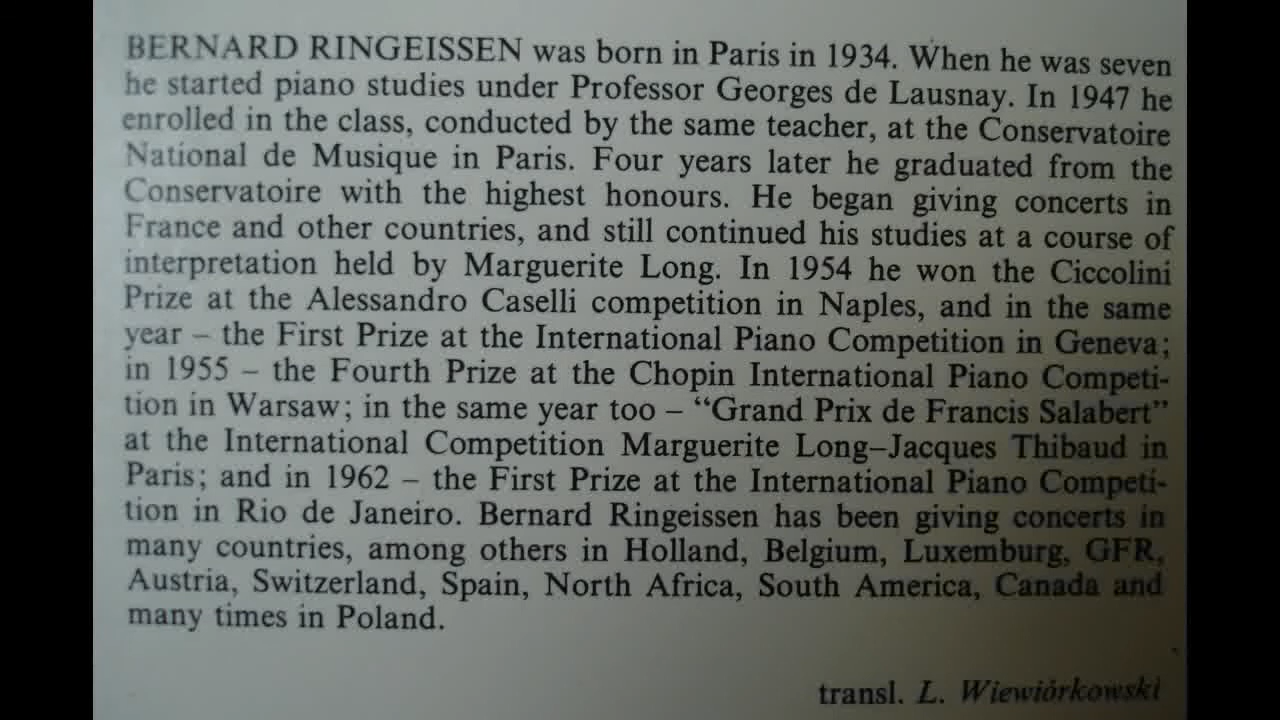 BERNARD RINGEISSEN was born in Paris in 1934. When he was seven
he started piano studies under Professor Georges de Lausnay. In 1947 he
enrolled in the class, conducted by the same teacher, at the Conservatoire
National de Musique in Paris. Four years later he graduated from the
Conservatoire with the highest honours. He began giving concerts in
France and other countries, and still continued his studies at a course of
interpretation held by Marguerite Long. In 1954 he won the Ciccolini
Prize at the Alessandro Caselli competition in Naples, and in the same
year – the First Prize at the International Piano Competition in Geneva;
in 1955 – the Fourth Prize at the Chopin International Piano Competi-
tion in Warsaw; in the same year too – “Grand Prix de Francis Salabert”
at the International Competition Marguerite Long–Jacques Thibaud in
Paris; and in 1962 – the First Prize at the International Piano Competi-
tion in Rio de Janeiro. Bernard Ringeissen has been giving concerts in
many countries, among others in Holland, Belgium, Luxemburg, GFR,
Austria, Switzerland, Spain, North Africa, South America, Canada and
many times in Poland.
transl. L. Wiewiórkowski